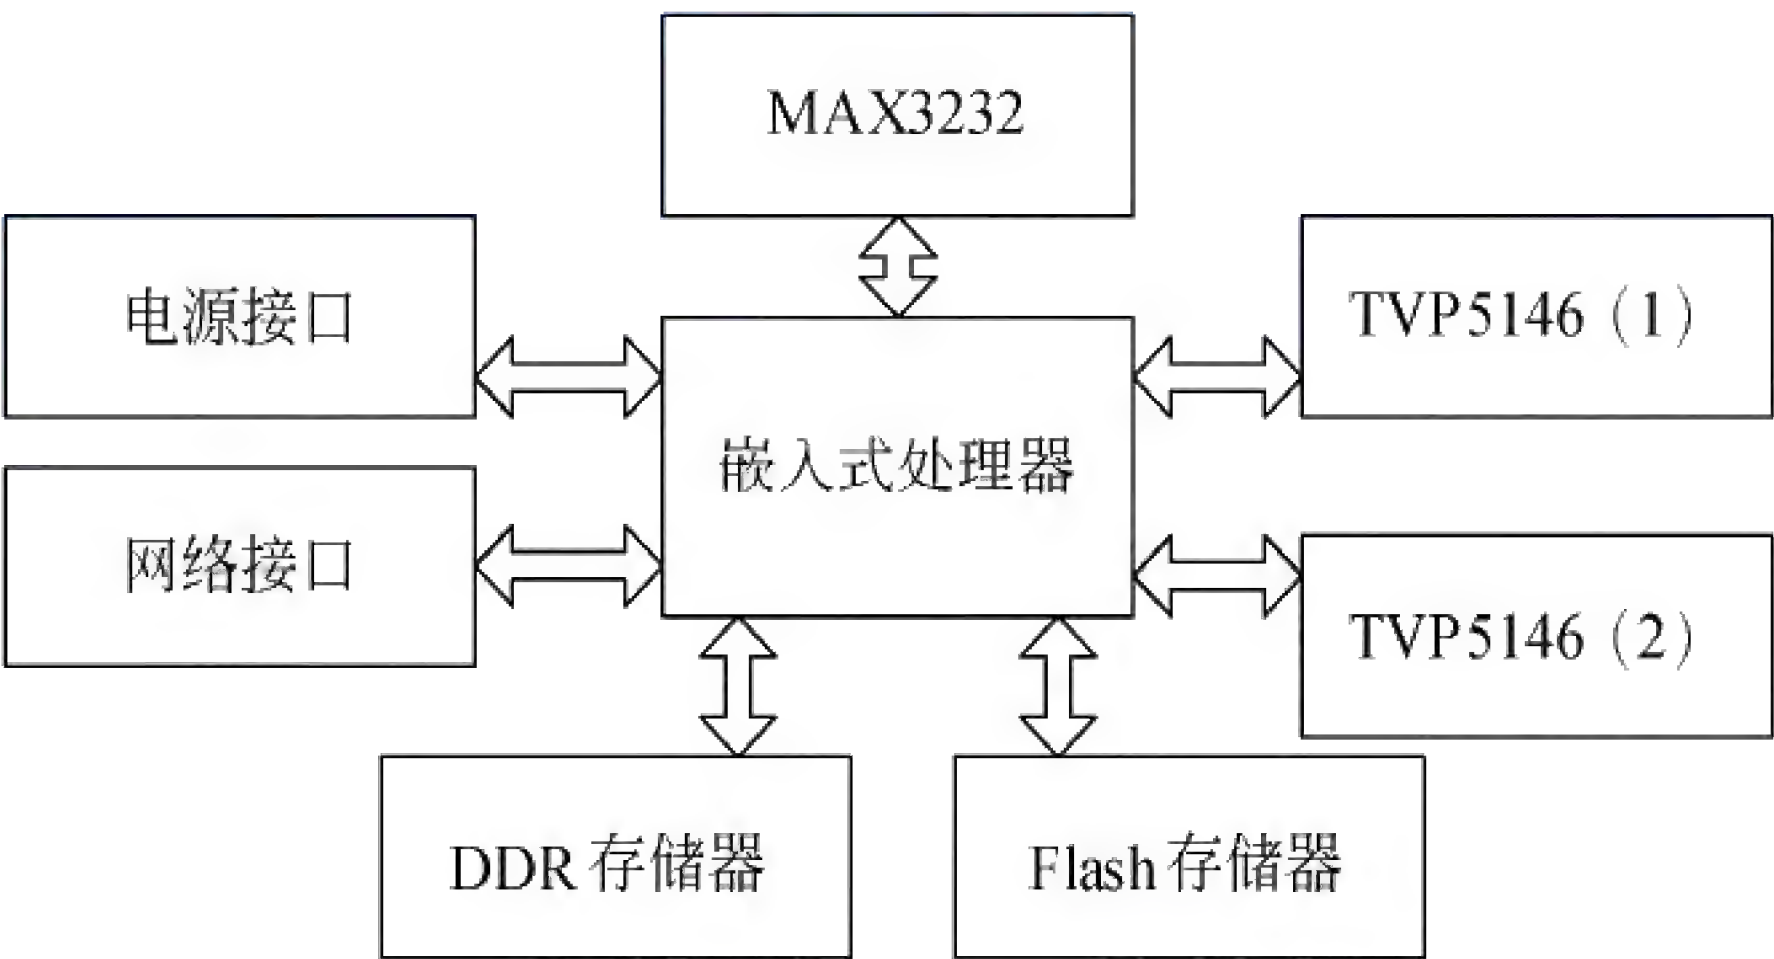 MAX3232
电源接口
TVP5146（1）
嵌入式处理器
网络接口
TVP5146（2）
DDR存储器
Flash存储器